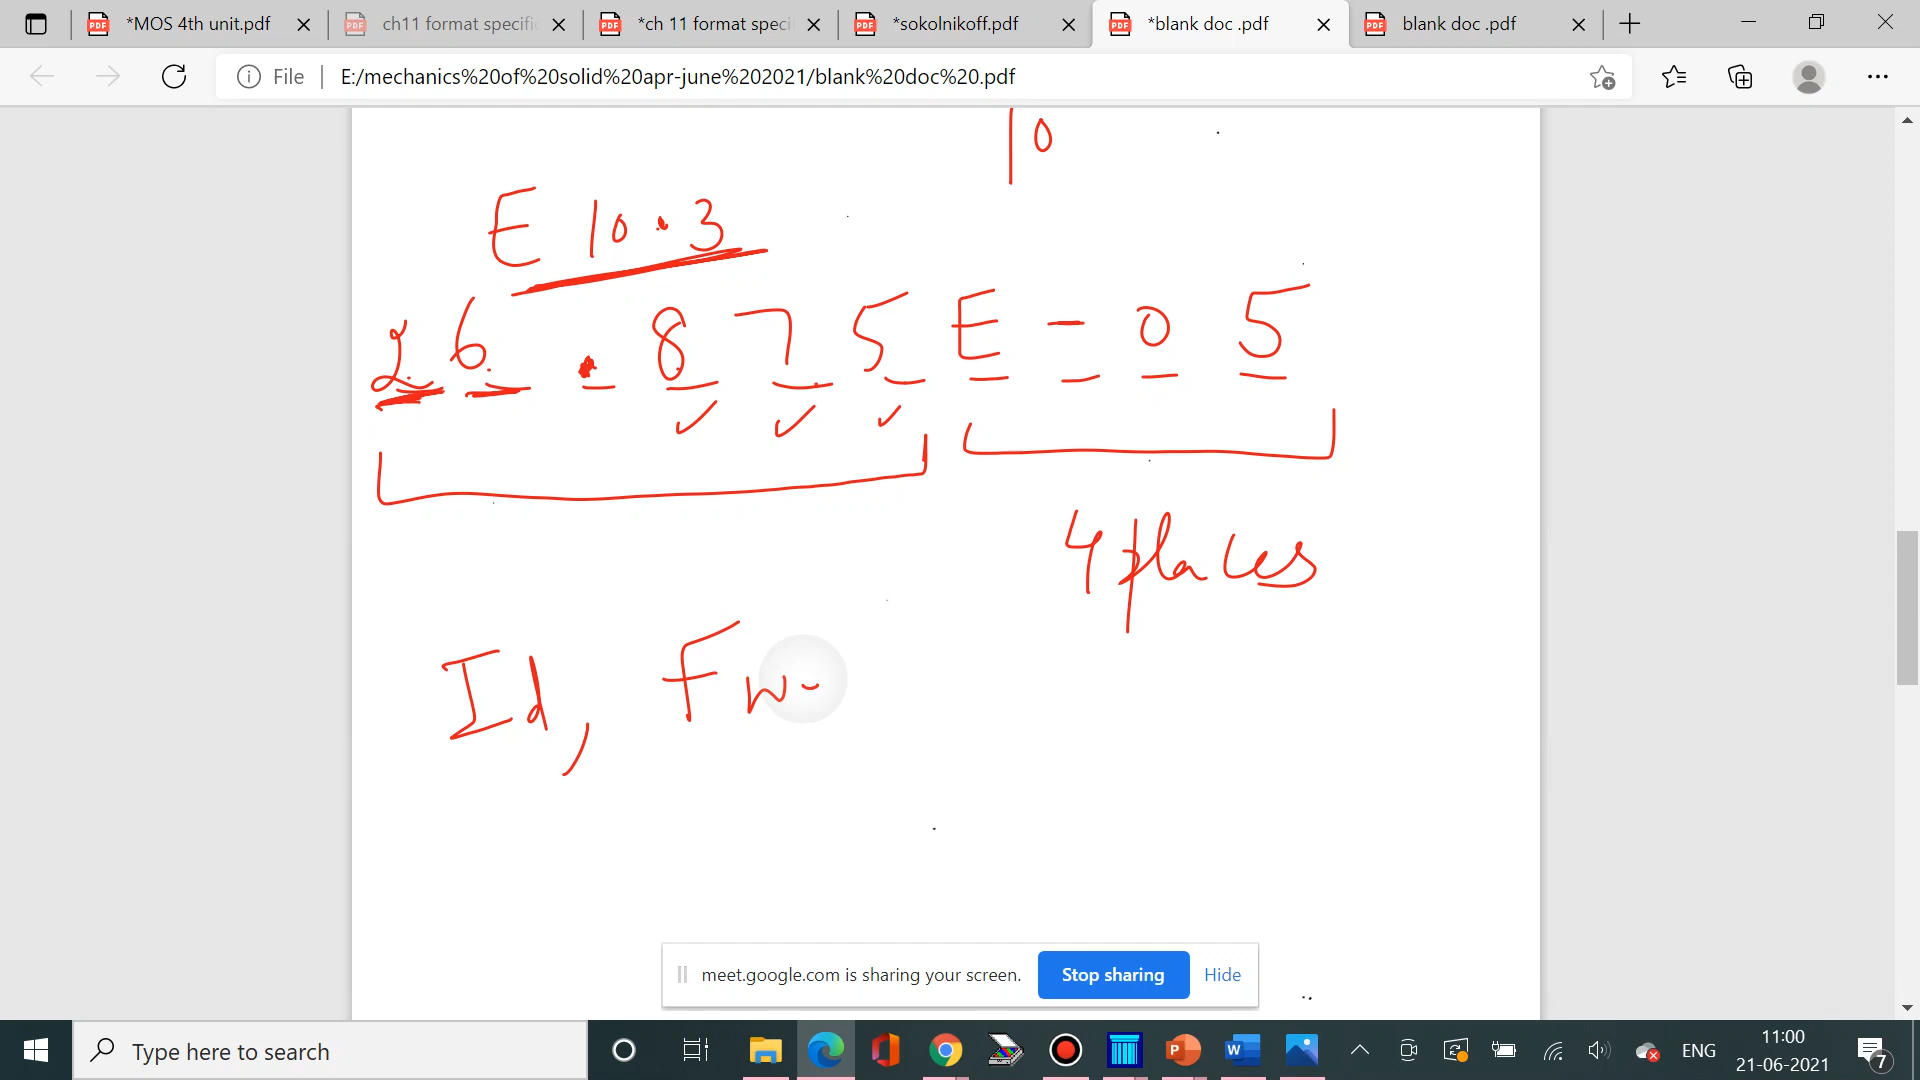 *MOS 4th unit.pdf
ch11 format specific
*ch 11 format speci
*sokolnikoff.pdf
*blank doc .pdf
blank doc .pdf
File
E:/mechanics%20of%20solid%20apr-june%202021/blank%20doc%20.pdf
10
E 10.3
26.875E-05
4 places
Id, Fw.
meet.google.com is sharing your screen.
Stop sharing
Hide
Type here to search
ENG
11:00
21-06-2021
7